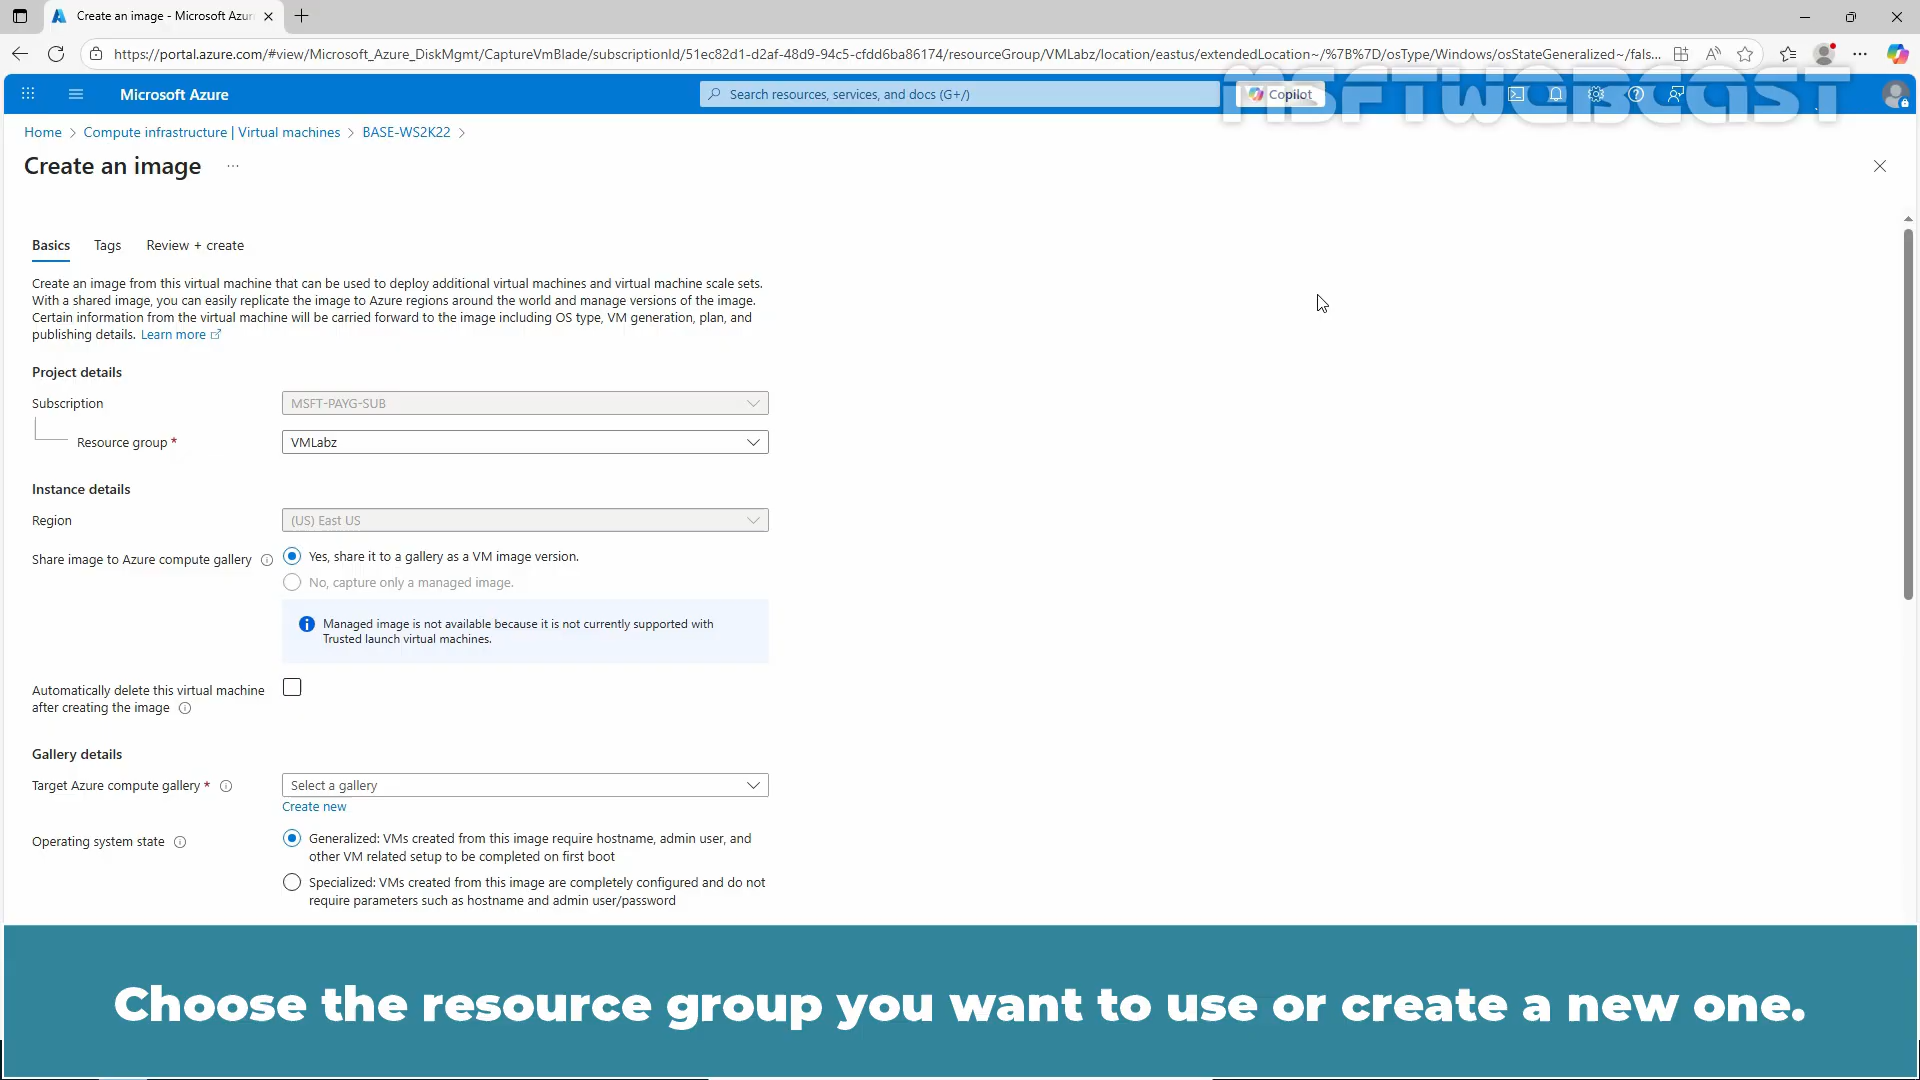 Create an image - Microsoft Azur
https://portal.azure.com/#view/Microsoft_Azure_DiskMgmt/CaptureVmBlade/subscriptionId/51ec82d1-d2af-48d9-94c5-cfdd6ba86174/resourceGroup/VMLabz/location/eastus/extendedLocation~/%7B%7D/osType/Windows/osStateGeneralized~/fals...
Microsoft Azure
Search resources, services, and docs (G+/)
Copilot
MSFTWEBCAST
Home > Compute infrastructure | Virtual machines > BASE-WS2K22 >
Create an image ...
Basics Tags Review + create
Create an image from this virtual machine that can be used to deploy additional virtual machines and virtual machine scale sets.
With a shared image, you can easily replicate the image to Azure regions around the world and manage versions of the image.
Certain information from the virtual machine will be carried forward to the image including OS type, VM generation, plan, and
publishing details. Learn more
Project details
Subscription
MSFT-PAYG-SUB
Resource group *
VMLabz
Instance details
Region
(US) East US
Share image to Azure compute gallery
Yes, share it to a gallery as a VM image version.
No, capture only a managed image.
Managed image is not available because it is not currently supported with
Trusted launch virtual machines.
Automatically delete this virtual machine
after creating the image
Gallery details
Target Azure compute gallery *
Select a gallery
Create new
Operating system state
Generalized: VMs created from this image require hostname, admin user, and
other VM related setup to be completed on first boot
Specialized: VMs created from this image are completely configured and do not
require parameters such as hostname and admin user/password
Choose the resource group you want to use or create a new one.